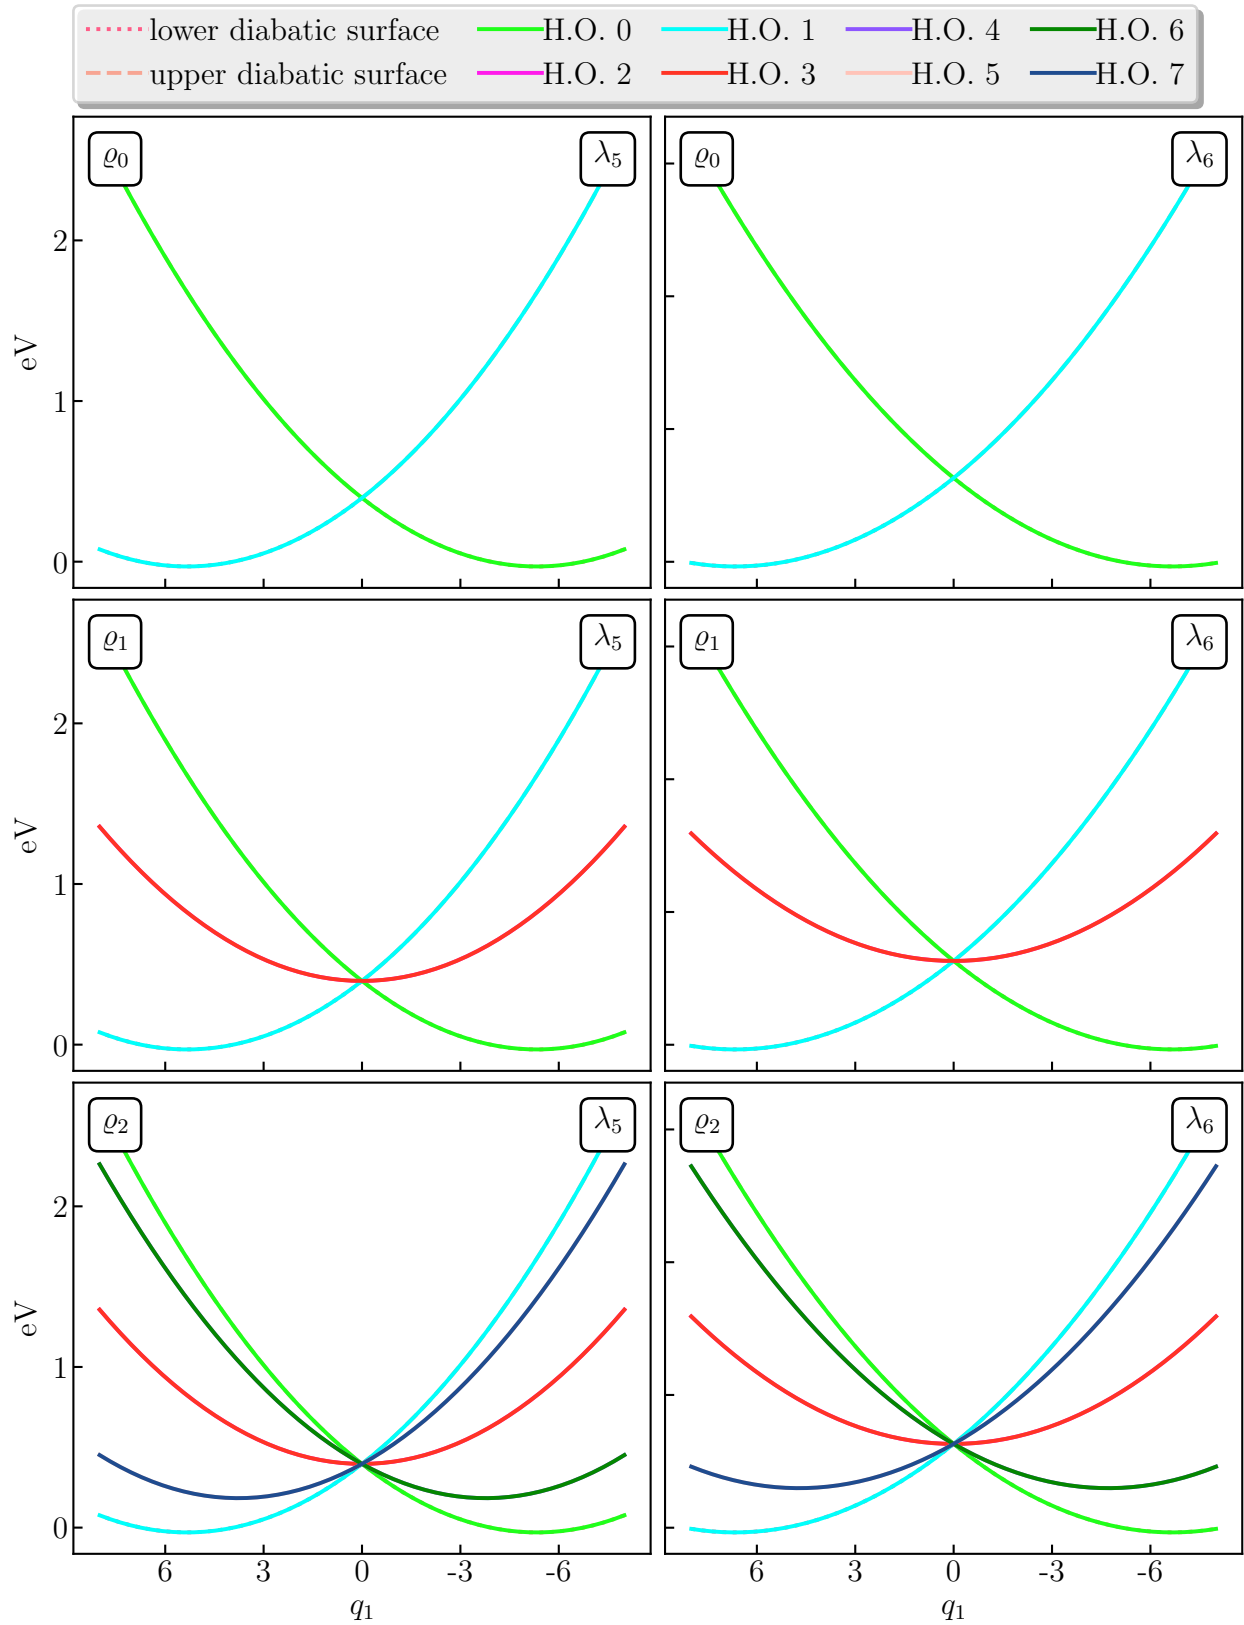 lower diabatic surface H.O. 0 H.O. 1 H.O. 4 H.O. 6
upper diabatic surface H.O. 2 H.O. 3 H.O. 5 H.O. 7
ϱ₀ λ₅ ϱ₀ λ₆
2
eV
1
0
ϱ₁ λ₅ ϱ₁ λ₆
2
eV
1
0
ϱ₂ λ₅ ϱ₂ λ₆
2
eV
1
0
6 3 0 -3 -6 6 3 0 -3 -6
q₁ q₁